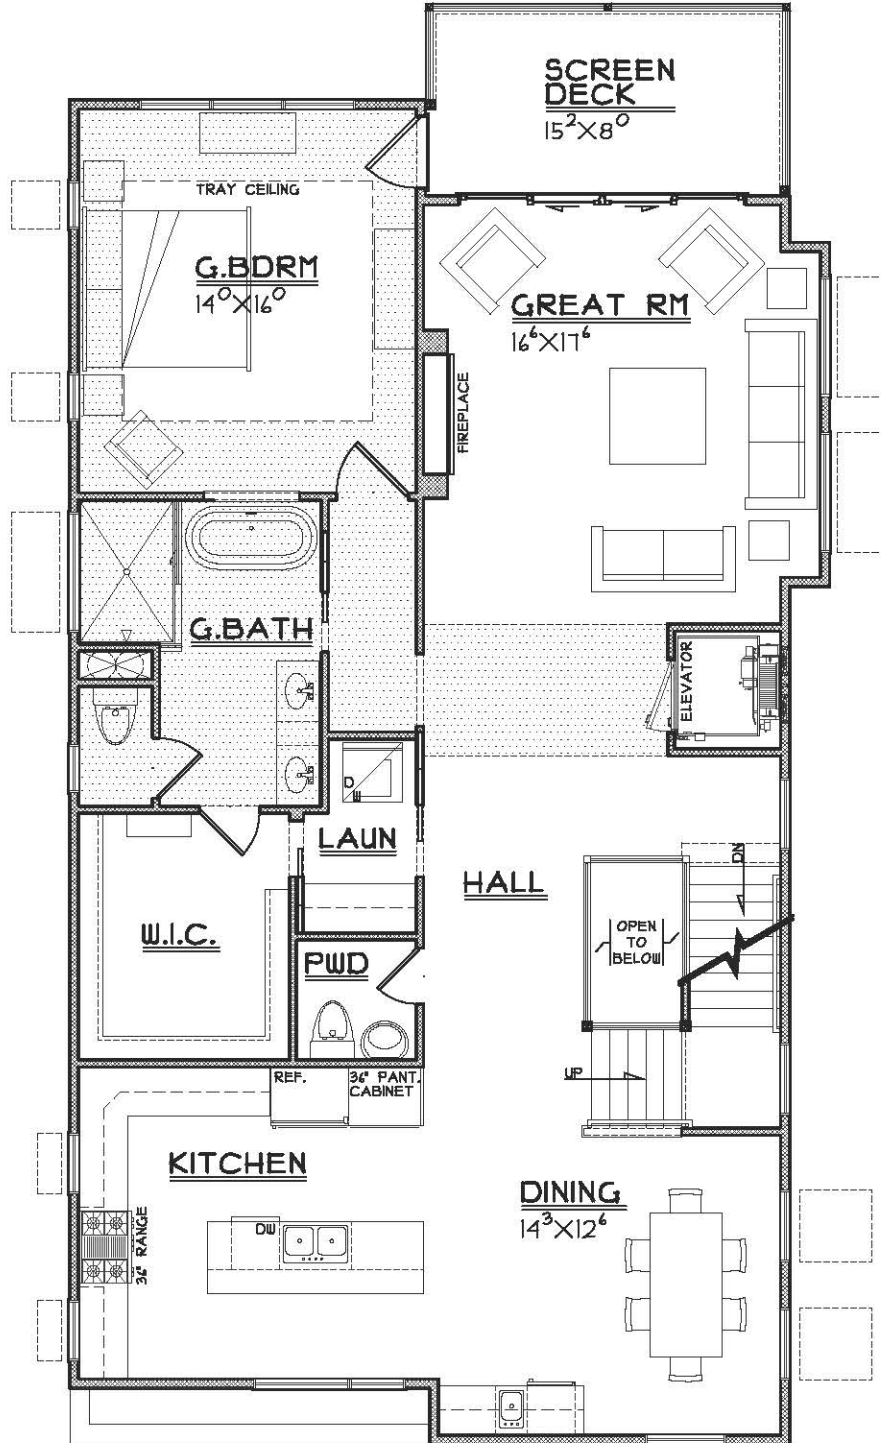 SCREEN
DECK
15²X8⁰
TRAY CEILING
G.BDRM
14⁰X16⁰
GREAT RM
16⁶X17⁶
FIREPLACE
G.BATH
ELEVATOR
D
W
LAUN
HALL
DN
W.I.C.
OPEN
TO
BELOW
PWD
UP
REF.
36" PANT.
CABINET
KITCHEN
DINING
14³X12⁶
36" RANGE
DW